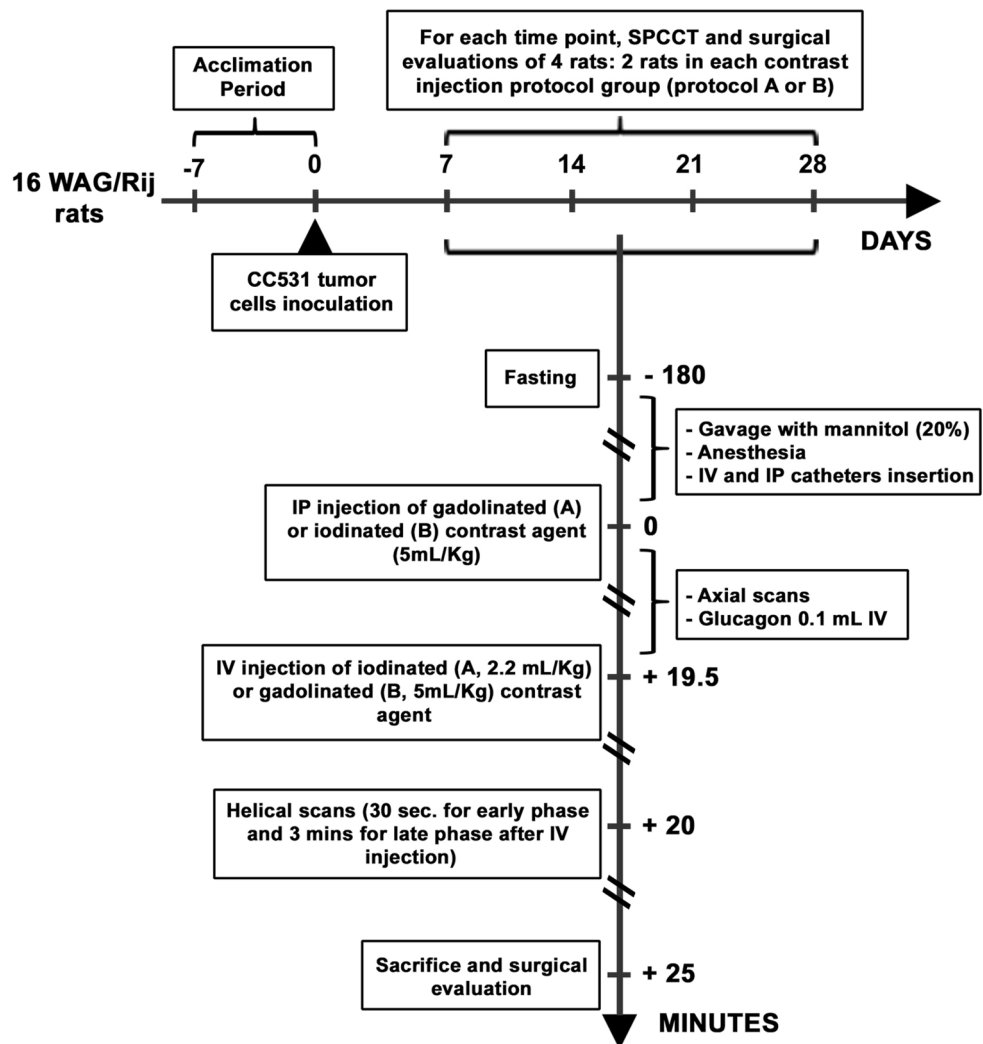 For each time point, SPCCT and surgical
evaluations of 4 rats: 2 rats in each contrast
injection protocol group (protocol A or B)
Acclimation
Period
-7
0
7
14
21
28
16 WAG/Rij
rats
DAYS
CC531 tumor
cells inoculation
Fasting
- 180
- Gavage with mannitol (20%)
- Anesthesia
- IV and IP catheters insertion
IP injection of gadolinated (A)
or iodinated (B) contrast agent
(5mL/Kg)
0
- Axial scans
- Glucagon 0.1 mL IV
IV injection of iodinated (A, 2.2 mL/Kg)
or gadolinated (B, 5mL/Kg) contrast
agent
+ 19.5
Helical scans (30 sec. for early phase
and 3 mins for late phase after IV
injection)
+ 20
Sacrifice and surgical
evaluation
+ 25
MINUTES